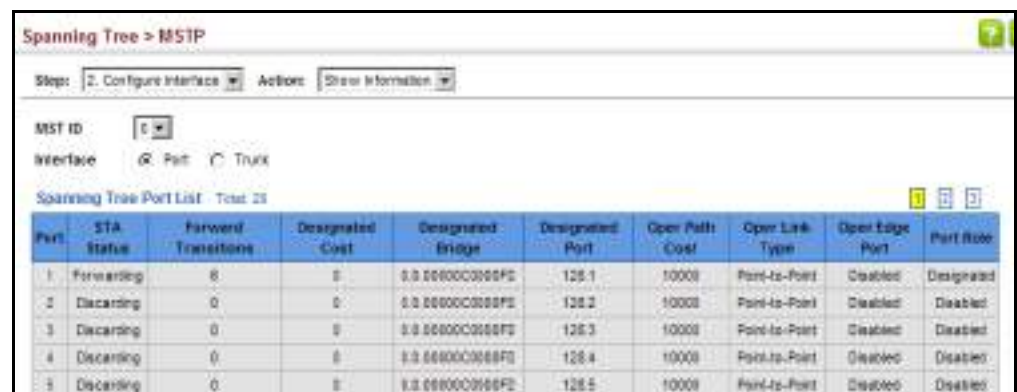 Spanning Tree > MSTP
Step: 2. Configure Interface Action: Show Information
MST ID 0
Interface Port Trunk
Spanning Tree Port List Total: 28
1 2 3
Port STA Status Forward Transitions Designated Cost Designated Bridge Designated Port Oper Path Cost Oper Link Type Oper Edge Port Port Role
1 Forwarding 6 0 128.1 10000 Point-to-Point Disabled Designated
2 Discarding 0 0 128.2 10000 Point-to-Point Disabled Disabled
3 Discarding 0 0 128.3 10000 Point-to-Point Disabled Disabled
4 Discarding 0 0 128.4 10000 Point-to-Point Disabled Disabled
5 Discarding 0 0 128.5 10000 Point-to-Point Disabled Disabled